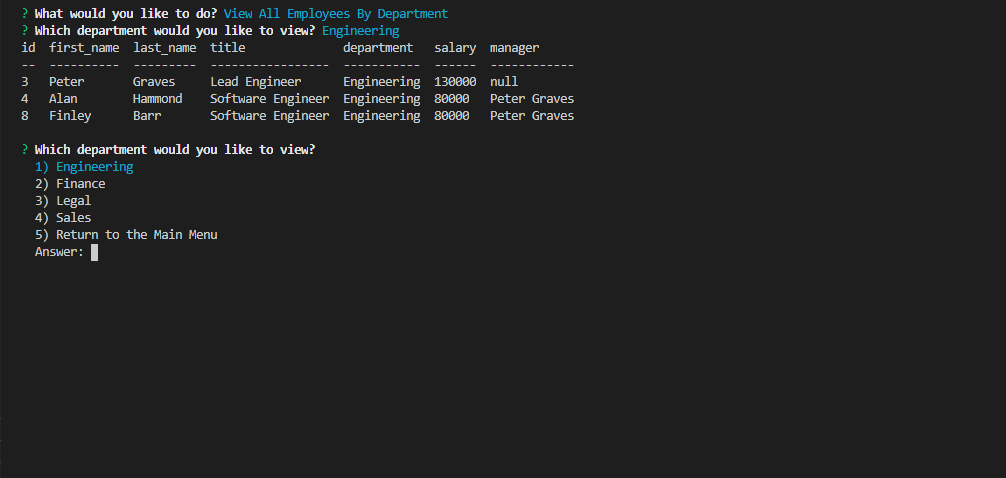 ? What would you like to do? View All Employees By Department
? Which department would you like to view? Engineering
id  first_name  last_name  title              department   salary  manager
--  ----------  ---------  -----------------  -----------  ------  ------------
3   Peter       Graves     Lead Engineer      Engineering  130000  null
4   Alan        Hammond    Software Engineer  Engineering  80000   Peter Graves
8   Finley      Barr       Software Engineer  Engineering  80000   Peter Graves
? Which department would you like to view?
1) Engineering
2) Finance
3) Legal
4) Sales
5) Return to the Main Menu
Answer: